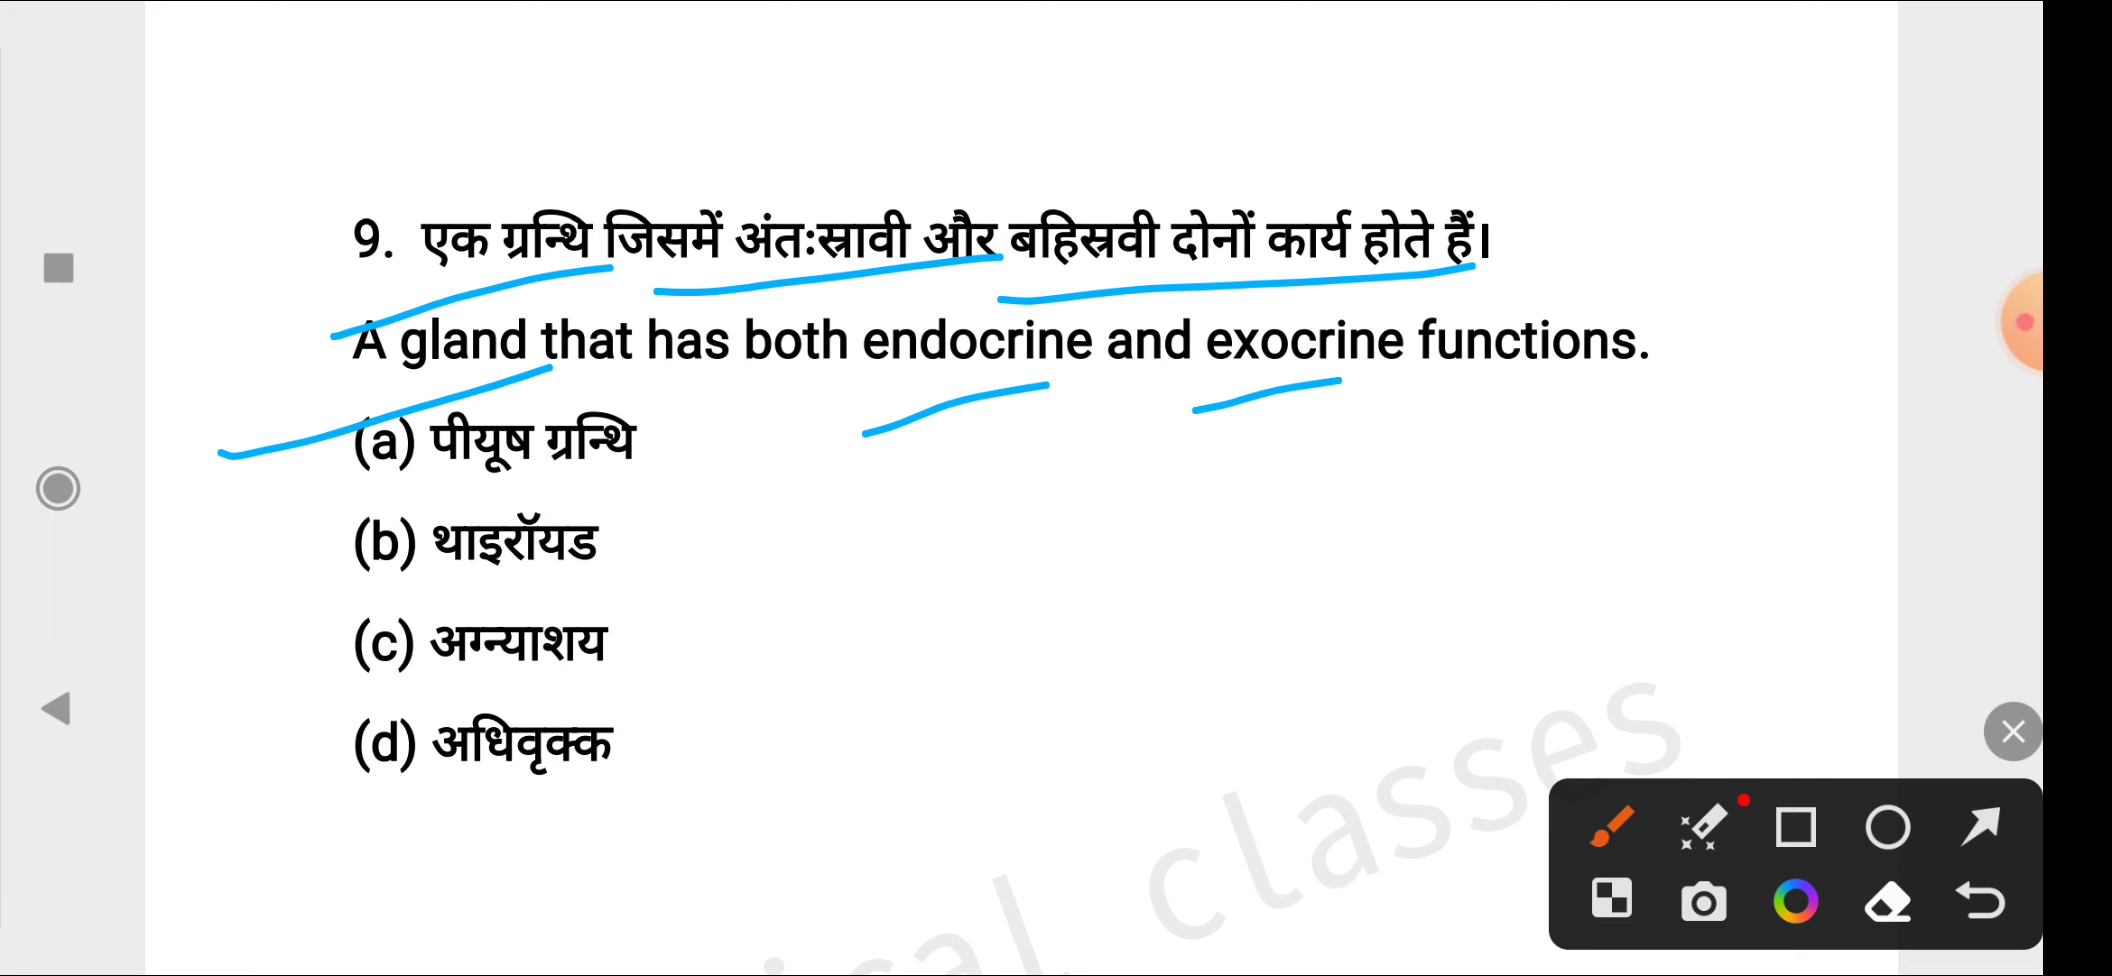 9. एक ग्रन्थि जिसमें अंतःस्रावी और बहिस्रवी दोनों कार्य होते हैं।
A gland that has both endocrine and exocrine functions.
(a) पीयूष ग्रन्थि
(b) थाइरॉयड
(c) अग्न्याशय
(d) अधिवृक्क
classes